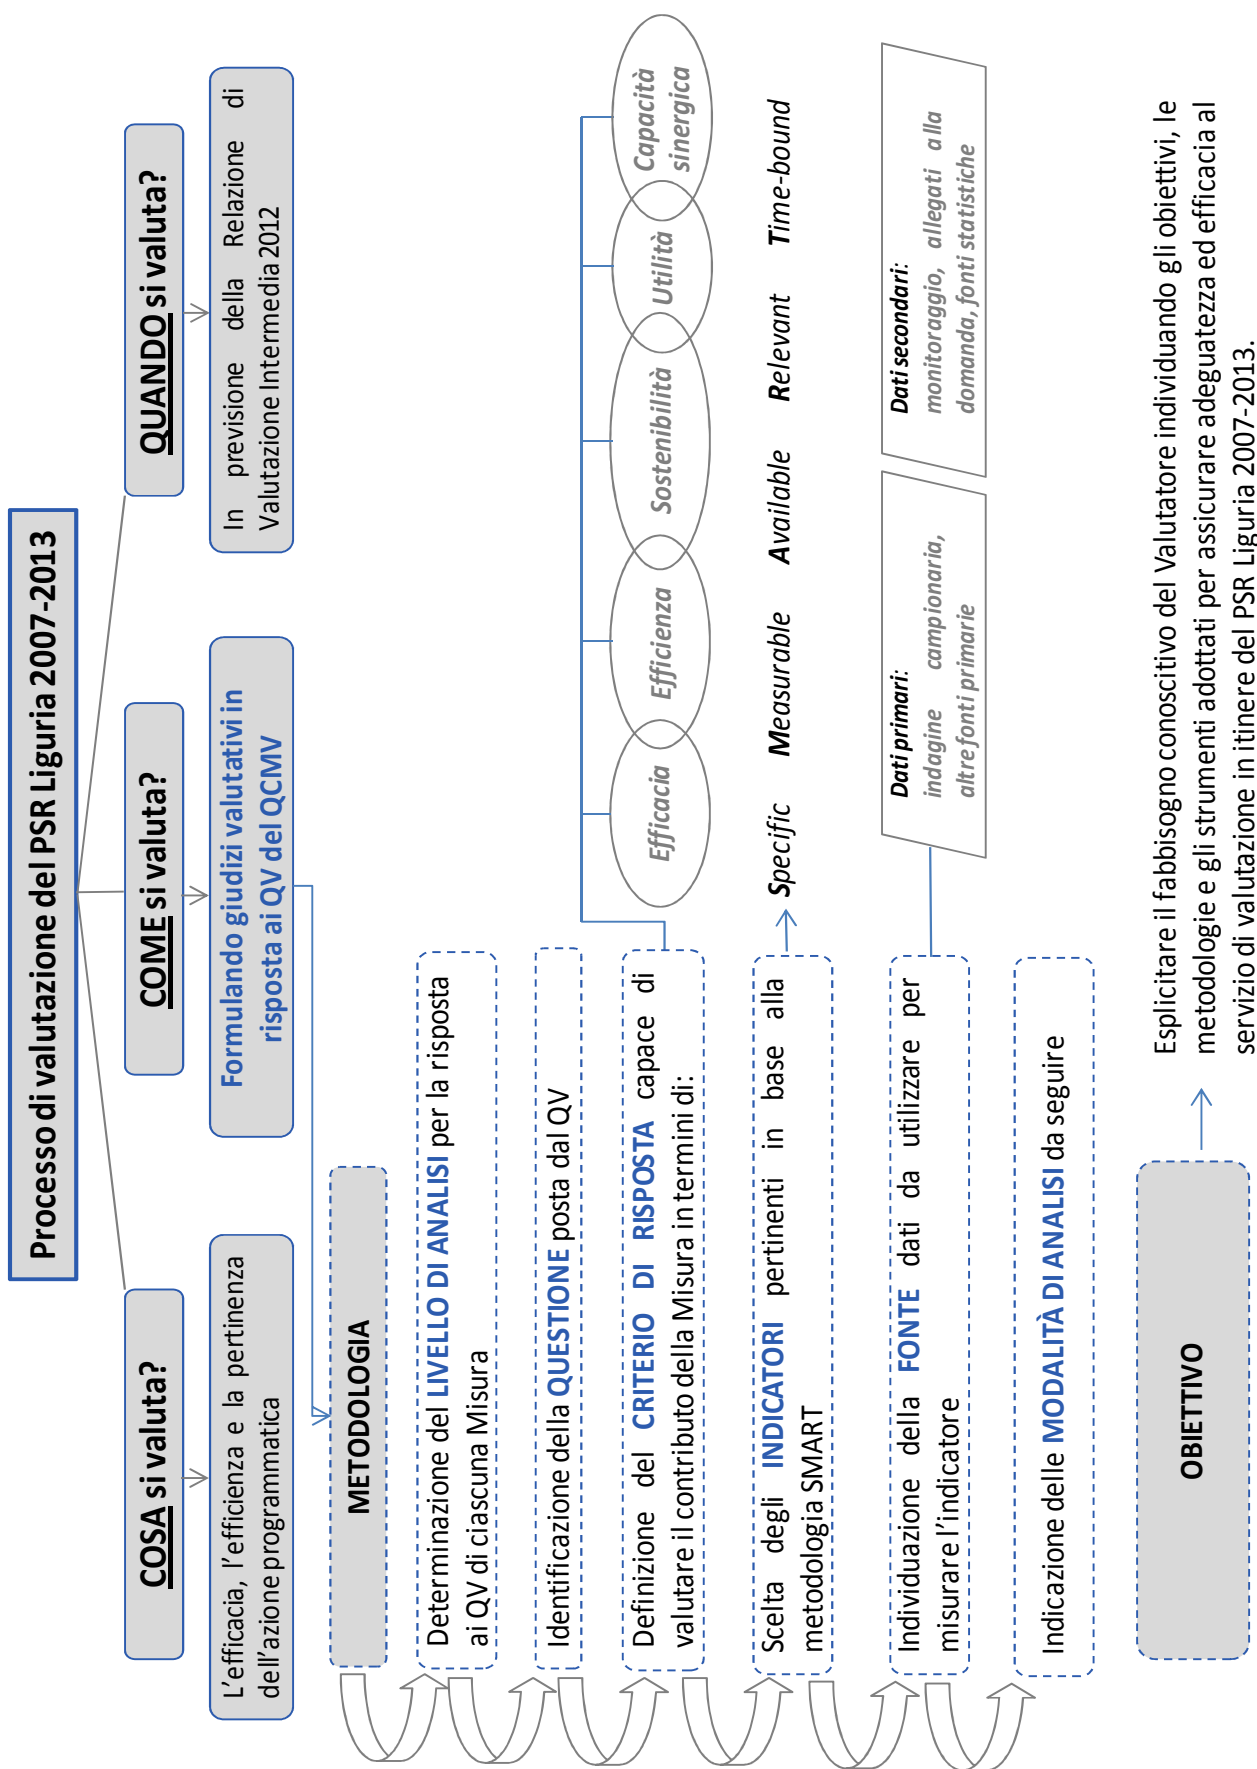 Processo di valutazione del PSR Liguria 2007-2013
COSA si valuta?
COME si valuta?
QUANDO si valuta?
L'efficacia, l'efficienza e la pertinenza
dell'azione programmatica
Formulando giudizi valutativi in
risposta ai QV del QCMV
In previsione della Relazione di
Valutazione Intermedia 2012
METODOLOGIA
Determinazione del LIVELLO DI ANALISI per la risposta
ai QV di ciascuna Misura
Identificazione della QUESTIONE posta dal QV
Definizione del CRITERIO DI RISPOSTA capace di
valutare il contributo della Misura in termini di:
Efficacia
Efficienza
Sostenibilità
Utilità
Capacità
sinergica
Scelta degli INDICATORI pertinenti in base alla
metodologia SMART
Specific Measurable Available Relevant Time-bound
Individuazione della FONTE dati da utilizzare per
misurare l'indicatore
Dati primari:
indagine campionaria,
altre fonti primarie
Dati secondari:
monitoraggio, allegati alla
domanda, fonti statistiche
Indicazione delle MODALITÀ DI ANALISI da seguire
OBIETTIVO
Esplicitare il fabbisogno conoscitivo del Valutatore individuando gli obiettivi, le
metodologie e gli strumenti adottati per assicurare adeguatezza ed efficacia al
servizio di valutazione in itinere del PSR Liguria 2007-2013.